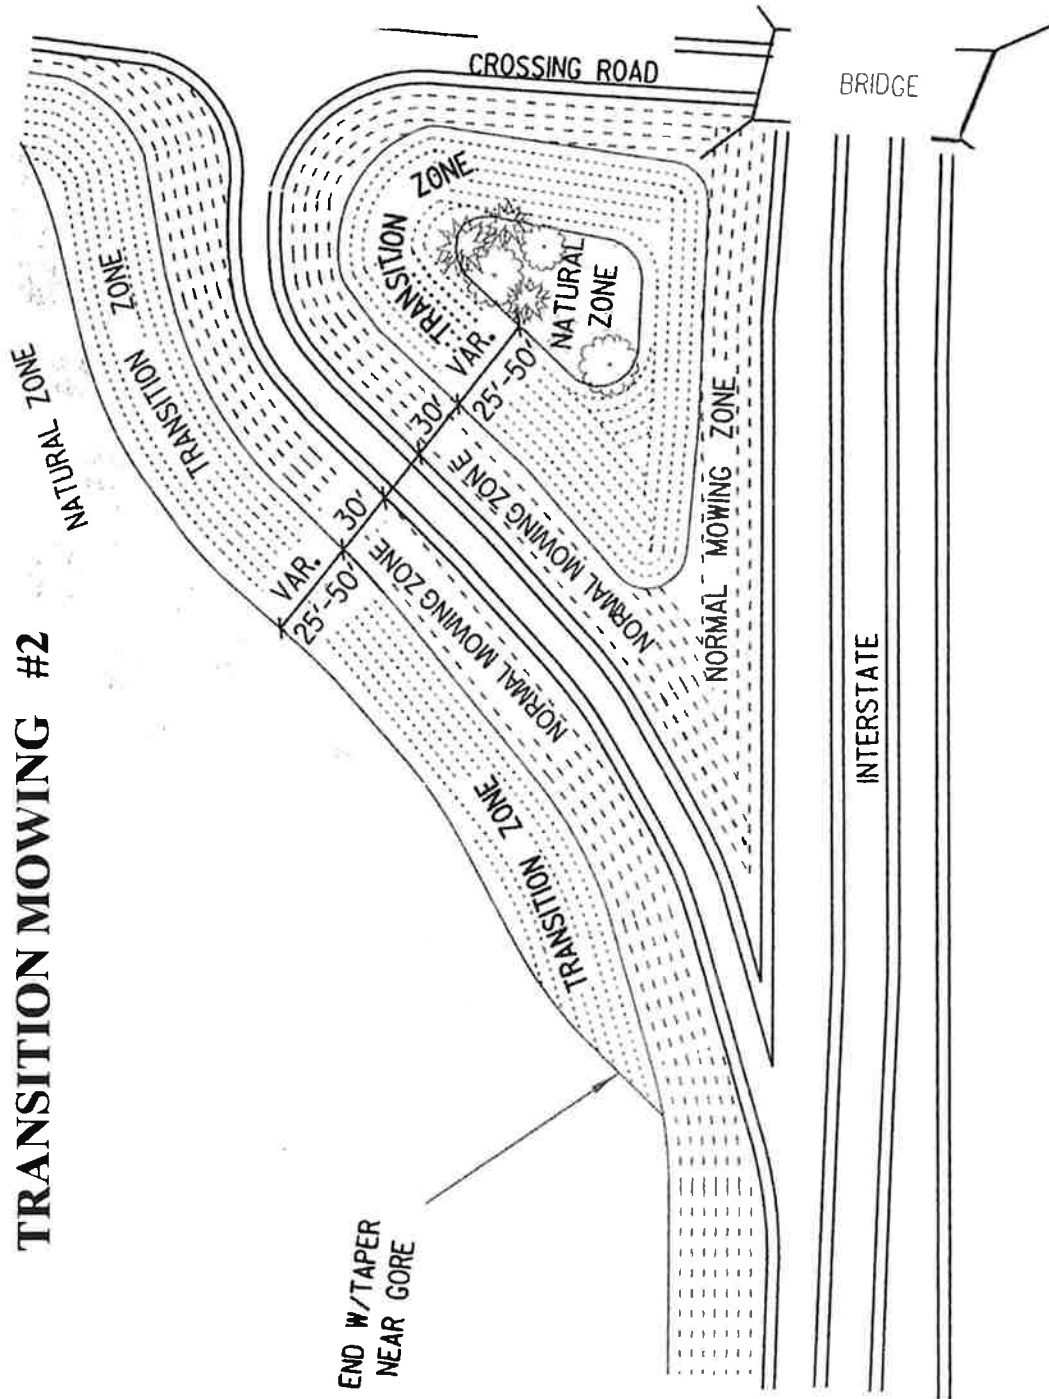 TRANSITION MOWING #2
NATURAL ZONE
TRANSITION ZONE
VAR.
25'-50'
30'
NORMAL MOWING ZONE
TRANSITION ZONE
END W/TAPER
NEAR GORE
CROSSING ROAD
BRIDGE
TRANSITION ZONE
NATURAL
ZONE
VAR.
25'-50'
30'
NORMAL MOWING ZONE
NORMAL MOWING ZONE
INTERSTATE